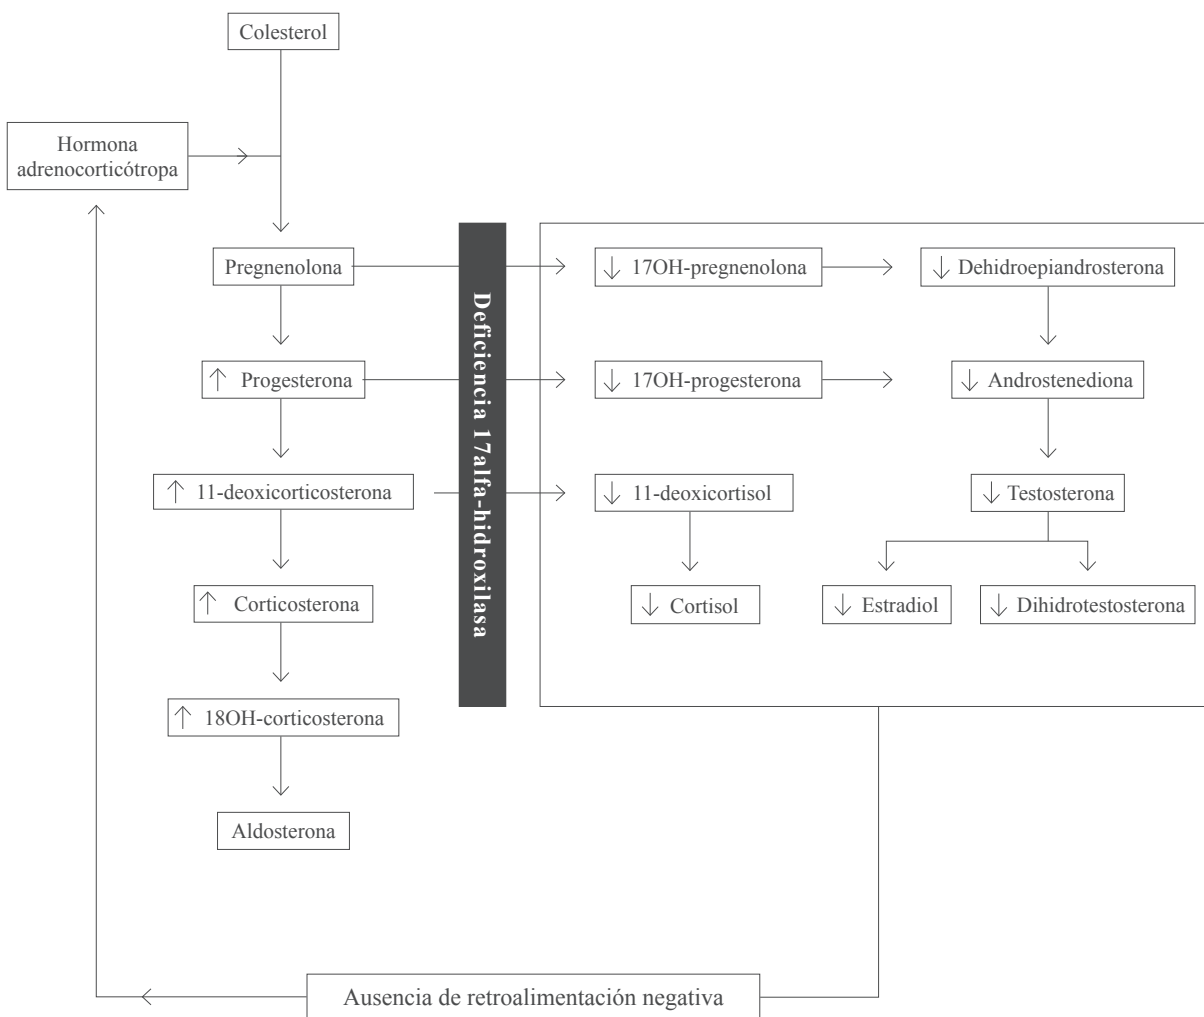 Colesterol
Hormona
adrenocorticótropa
Pregnenolona
↓ 17OH-pregnenolona
↓ Dehidroepiandrosterona
Deficiencia 17alfa-hidroxilasa
↑ Progesterona
↓ 17OH-progesterona
↓ Androstenediona
↑ 11-deoxicorticosterona
↓ 11-deoxicortisol
↓ Testosterona
↑ Corticosterona
↓ Cortisol
↓ Estradiol
↓ Dihidrotestosterona
↑ 18OH-corticosterona
Aldosterona
Ausencia de retroalimentación negativa